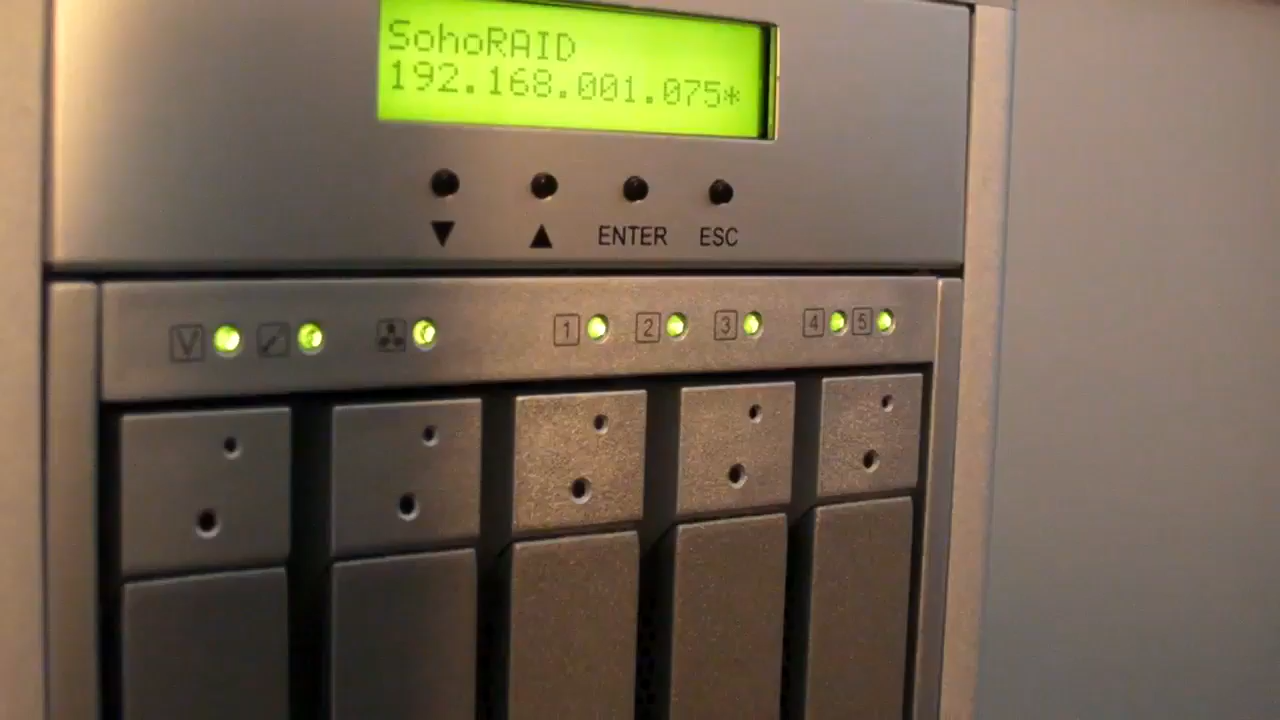 SohoRAID
192.168.001.075*
▼ ▲ ENTER ESC
V 1 2 3 4 5